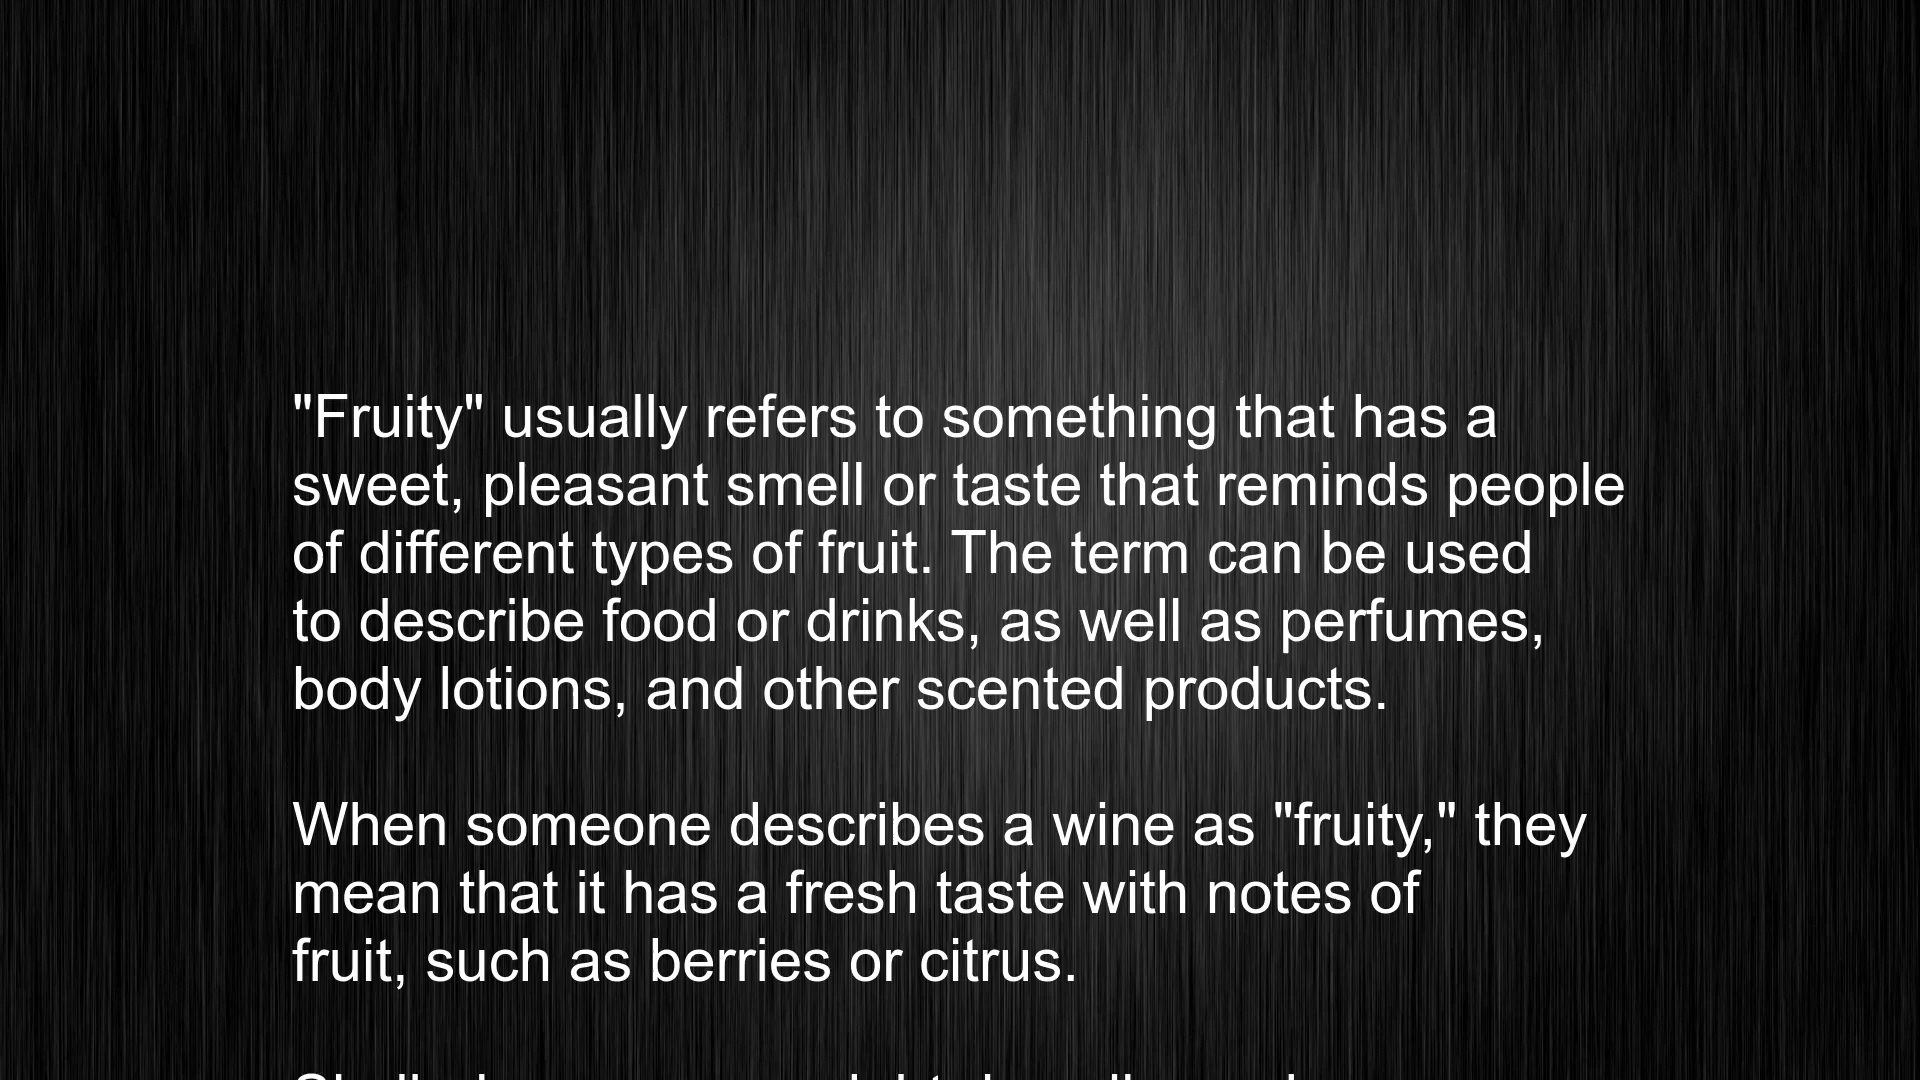 "Fruity" usually refers to something that has a
sweet, pleasant smell or taste that reminds people
of different types of fruit. The term can be used
to describe food or drinks, as well as perfumes,
body lotions, and other scented products.
When someone describes a wine as "fruity," they
mean that it has a fresh taste with notes of
fruit, such as berries or citrus.